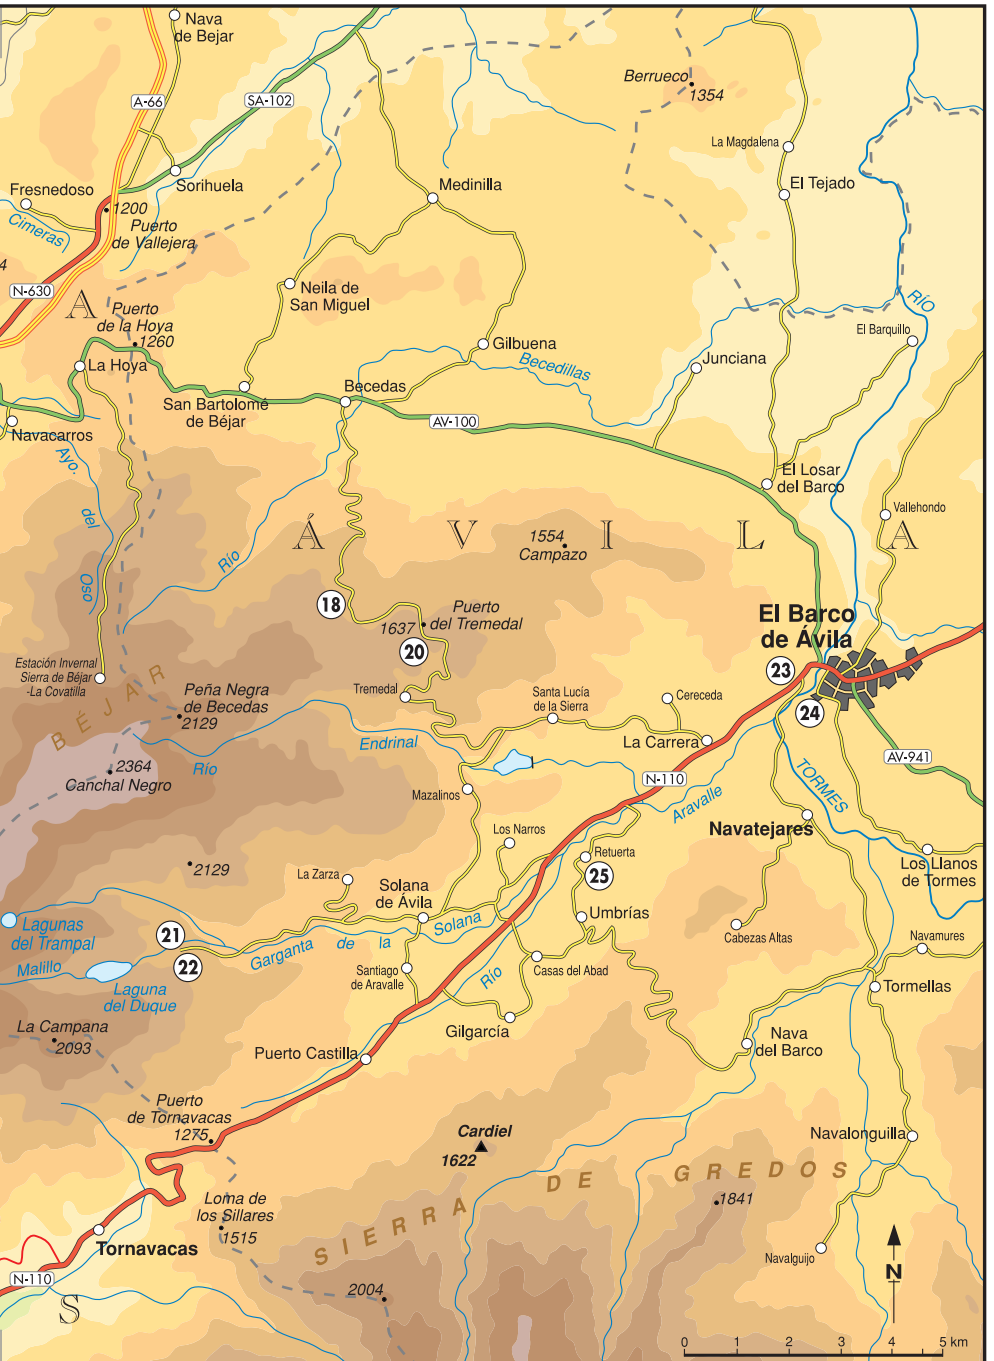 Nava
de Bejar
Berrueco
1354
A-66
SA-102
La Magdalena
Medinilla
El Tejado
Sorihuela
Fresnedoso
1200
Puerto
de Vallejera
Cimeras
4
N-630
A
Neila de
San Miguel
Puerto
de la Hoya
1260
RÍO
El Barquillo
Gilbuena
Becedillas
Junciana
La Hoya
Becedas
San Bartolomé
de Béjar
AV-100
Navacarros
Ayo.
del
Oso
El Losar
del Barco
Vallehondo
Á V I L A
1554
Campazo
Río
18
Puerto
del Tremedal
1637
20
El Barco
de Ávila
23
24
Estación Invernal
Sierra de Béjar
-La Covatilla
BÉJAR
Peña Negra
de Becedas
2129
Tremedal
Santa Lucía
de la Sierra
Cereceda
La Carrera
Endrinal
Río
2364
Canchal Negro
N-110
AV-941
Mazalinos
Aravalle
TORMES
Navatejares
Los Narros
Retuerta
25
Los Llanos
de Tormes
2129
La Zarza
Solana
de Ávila
Umbrías
Lagunas
del Trampal
21
22
Garganta de la Solana
Cabezas Altas
Navamures
Malillo
Laguna
del Duque
Santiago
de Aravalle
Río
Casas del Abad
Tormellas
La Campana
2093
Gilgarcía
Nava
del Barco
Puerto Castilla
Puerto
de Tornavacas
1275
Cardiel
1622
Navalonguilla
SIERRA DE GREDOS
1841
Loma de
los Sillares
1515
Tornavacas
Navalguijo
N-110
2004
N
S
0 1 2 3 4 5 km